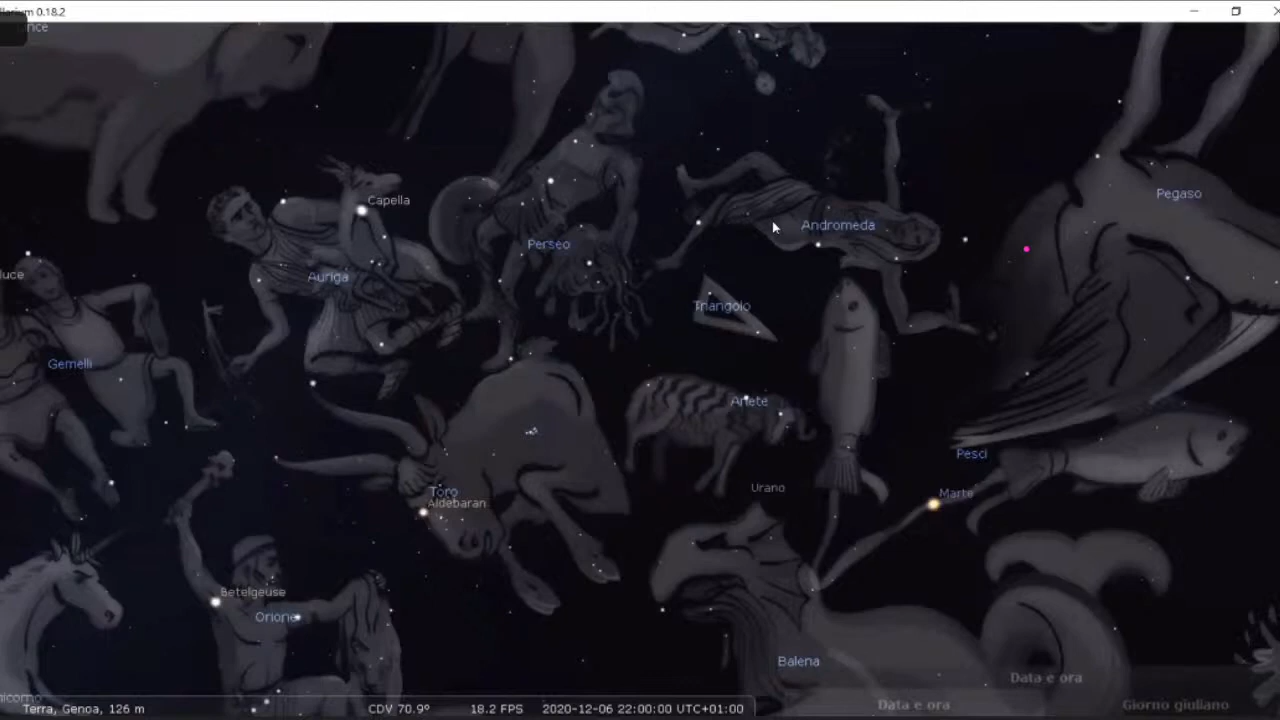 llarium 0.18.2
Lince
Capella
Pegaso
Andromeda
Perseo
luce
Auriga
Triangolo
Gemelli
Ariete
Pesci
Urano
Toro
Marte
Aldebaran
Betelgeuse
Orione
Balena
Data e ora
nicorno
Terra, Genoa, 126 m
CDV 70.9°
18.2 FPS
2020-12-06 22:00:00 UTC+01:00
Data e ora
Giorno giuliano